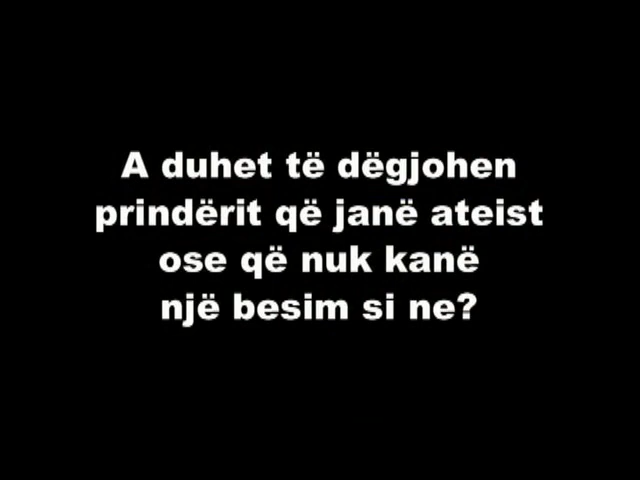 A duhet të dëgjohen
prindërit që janë ateist
ose që nuk kanë
një besim si ne?